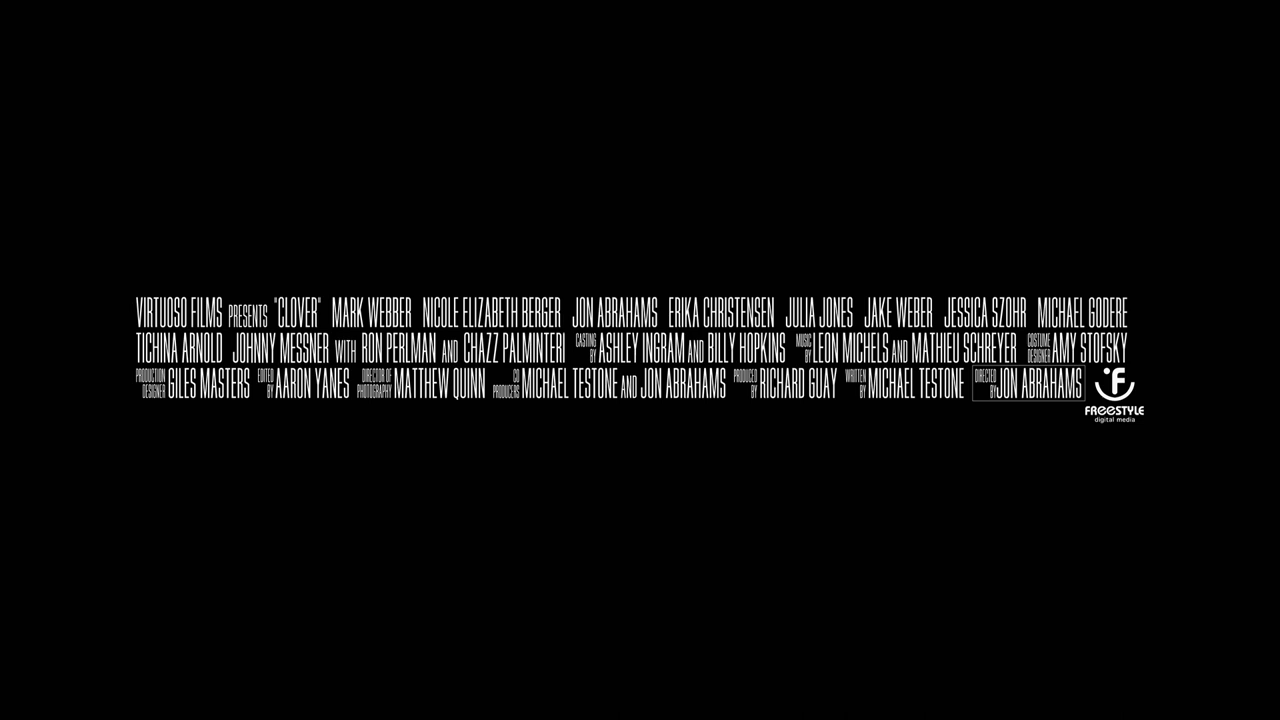 VIRTUOSO FILMS PRESENTS "CLOVER" MARK WEBBER NICOLE ELIZABETH BERGER JON ABRAHAMS ERIKA CHRISTENSEN JULIA JONES JAKE WEBER JESSICA SZOHR MICHAEL GODERE
TICHINA ARNOLD JOHNNY MESSNER WITH RON PERLMAN AND CHAZZ PALMINTERI CASTING BY ASHLEY INGRAM AND BILLY HOPKINS MUSIC BY LEON MICHELS AND MATHIEU SCHREYER COSTUME DESIGNER AMY STOFSKY
PRODUCTION DESIGNER GILES MASTERS EDITED BY AARON YANES DIRECTOR OF PHOTOGRAPHY MATTHEW QUINN CO PRODUCERS MICHAEL TESTONE AND JON ABRAHAMS PRODUCED BY RICHARD GUAY WRITTEN BY MICHAEL TESTONE DIRECTED BY JON ABRAHAMS
FREESTYLE
digital media